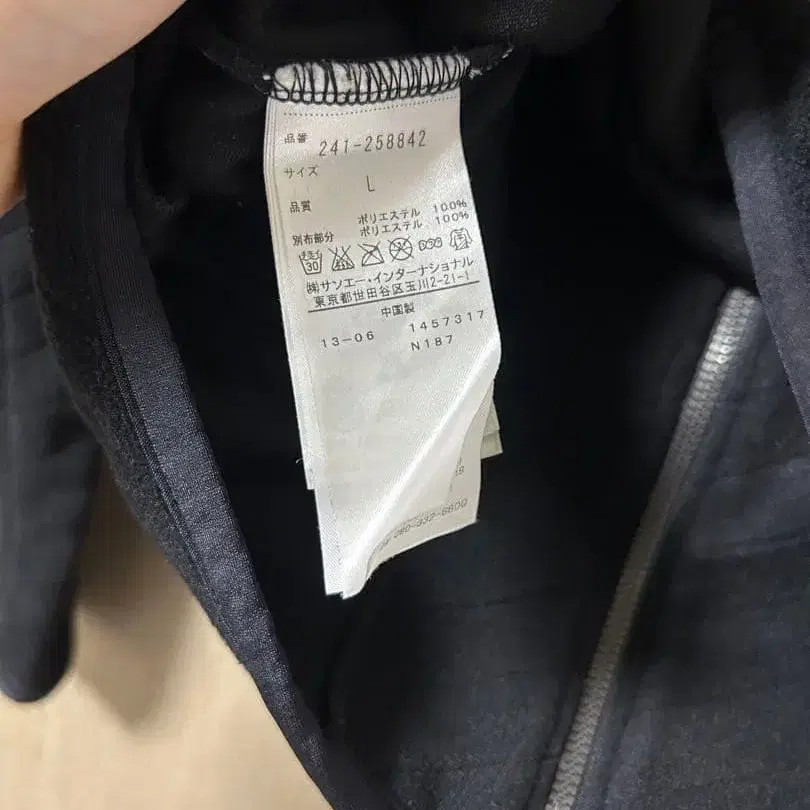 品番 241-258842
サイズ
L
品質
ポリエステル 100%
別布部分 ポリエステル 100%
30
㈱サンエー・インターナショナル
東京都世田谷区玉川2-21-1
中国製
13-06 1457317
N187